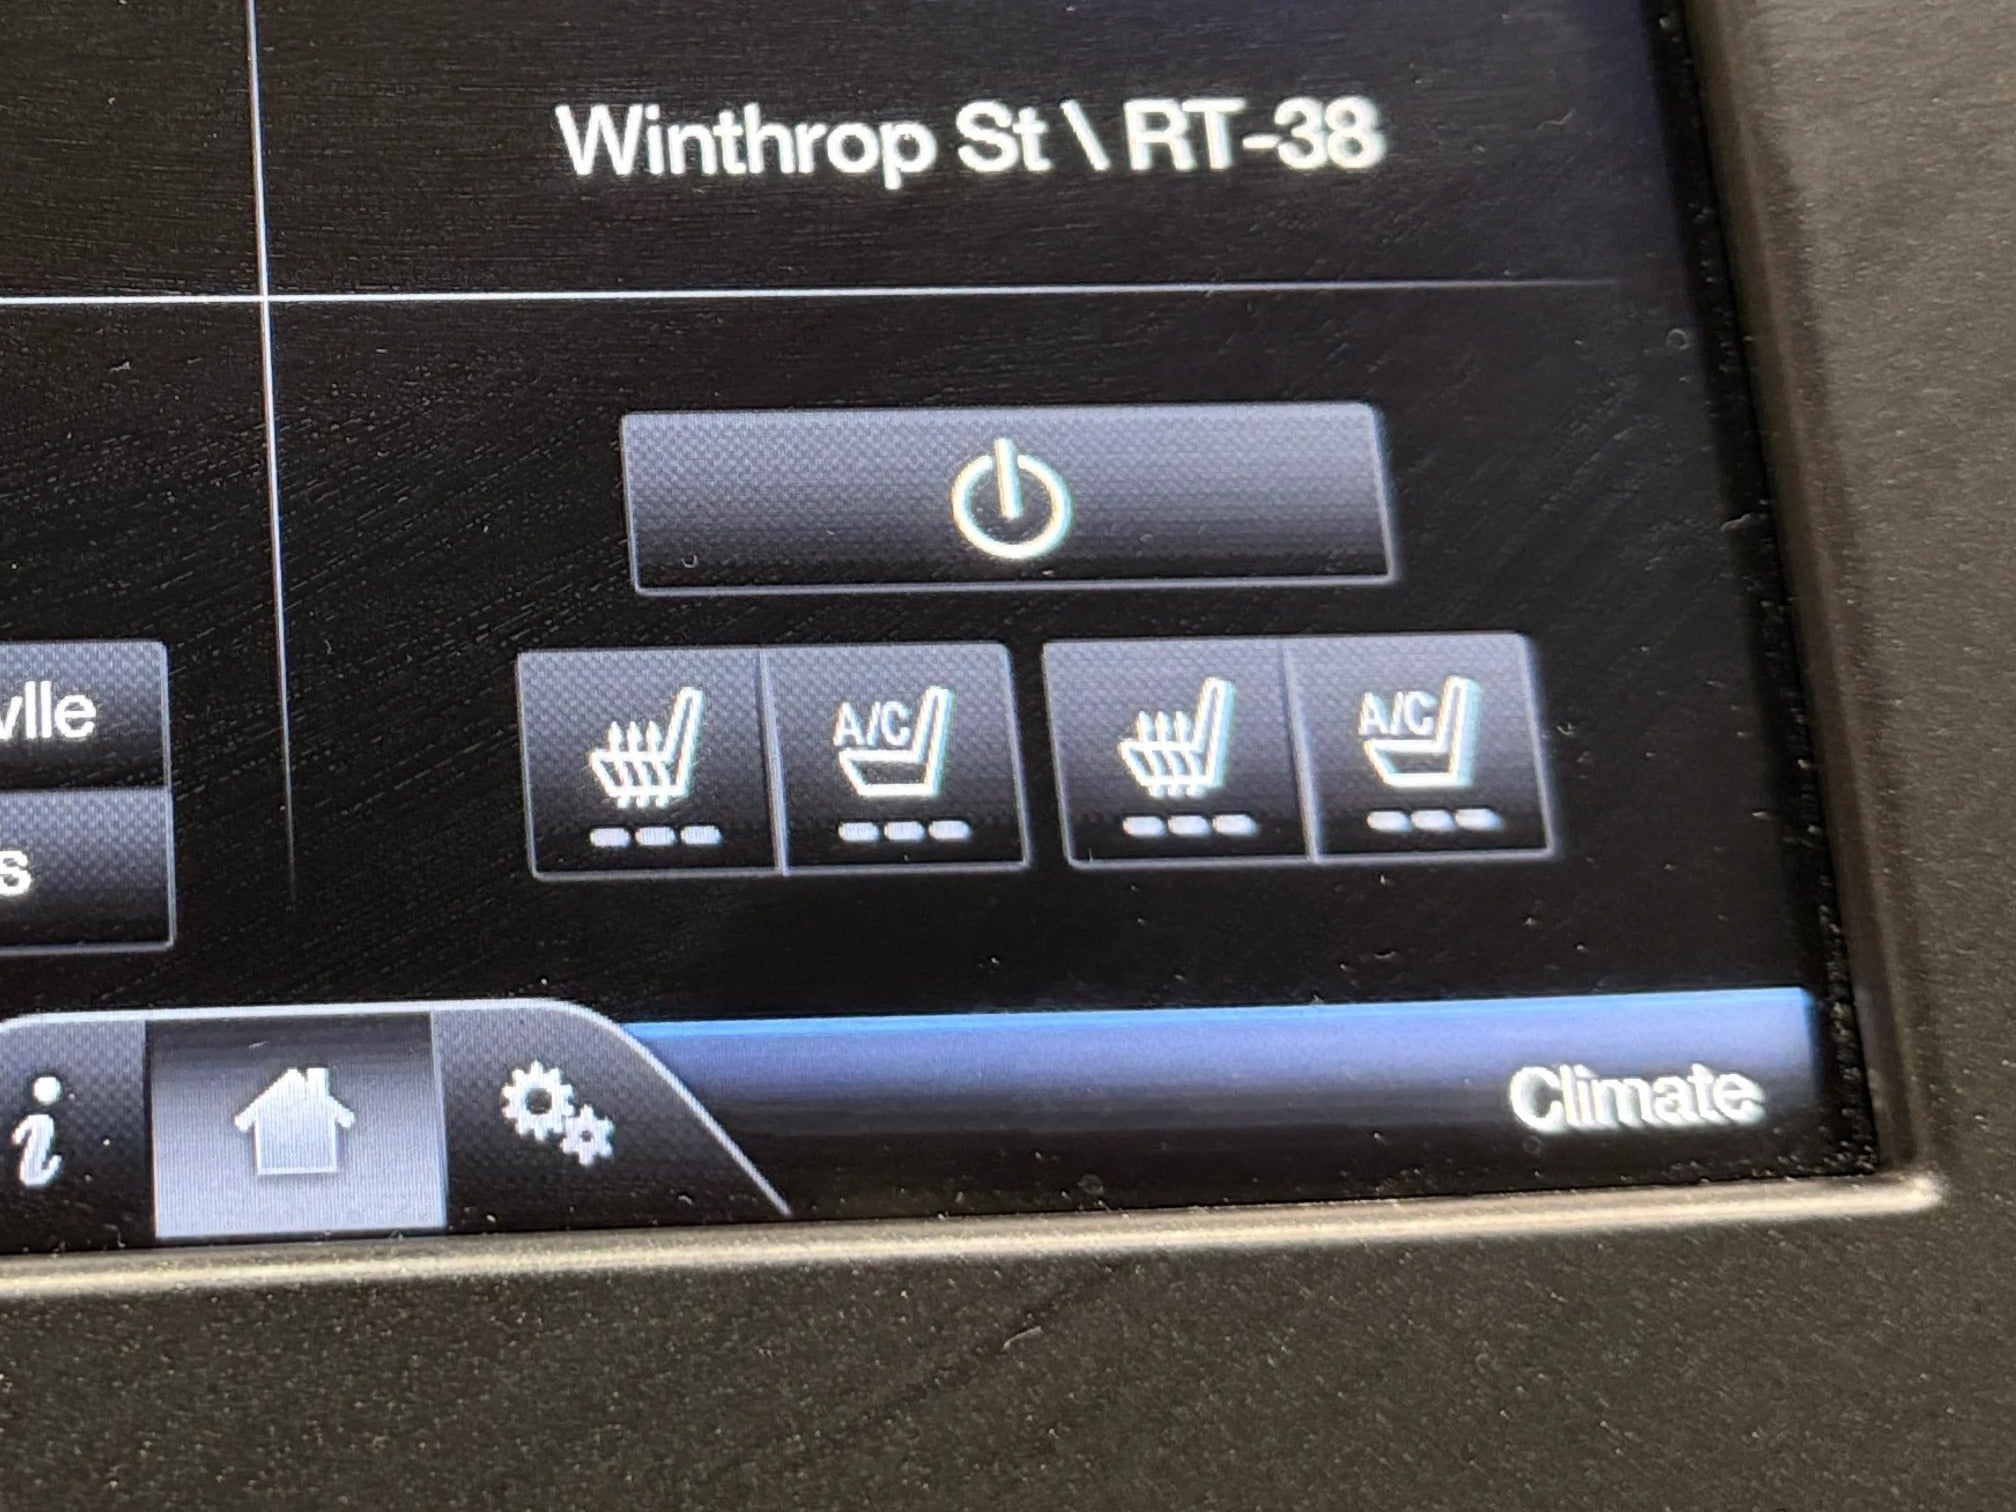 Winthrop St \ RT-38
A/C A/C
vlle
s
i
Climate